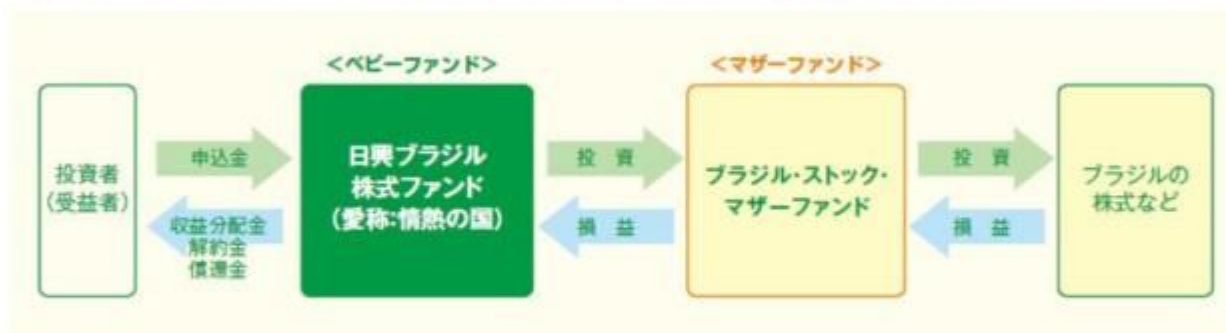 <ベビーファンド>
<マザーファンド>
投資者
(受益者)
申込金
収益分配金
解約金
償還金
日興ブラジル
株式ファンド
(愛称:情熱の国)
投 資
損 益
ブラジル・ストック・
マザーファンド
投 資
損 益
ブラジルの
株式など